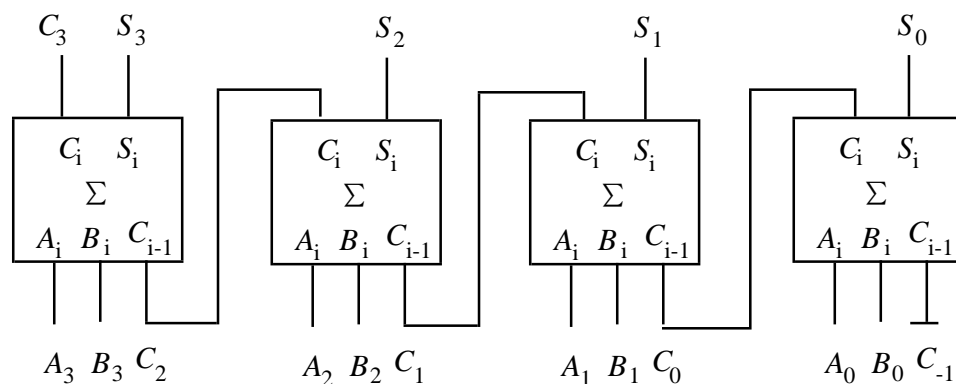 C₃ S₃ S₂ S₁ S₀
Cᵢ Sᵢ Cᵢ Sᵢ Cᵢ Sᵢ Cᵢ Sᵢ
Σ Σ Σ Σ
Aᵢ Bᵢ Cᵢ₋₁ Aᵢ Bᵢ Cᵢ₋₁ Aᵢ Bᵢ Cᵢ₋₁ Aᵢ Bᵢ Cᵢ₋₁
A₃ B₃ C₂ A₂ B₂ C₁ A₁ B₁ C₀ A₀ B₀ C₋₁